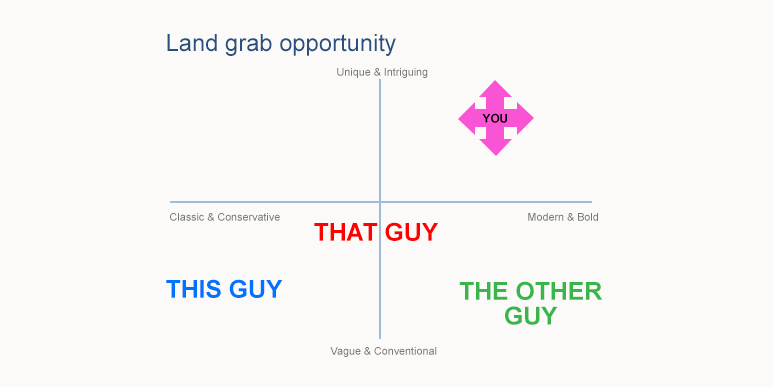 Land grab opportunity
Unique & Intriguing
YOU
Classic & Conservative
Modern & Bold
THAT GUY
THIS GUY
THE OTHER
GUY
Vague & Conventional